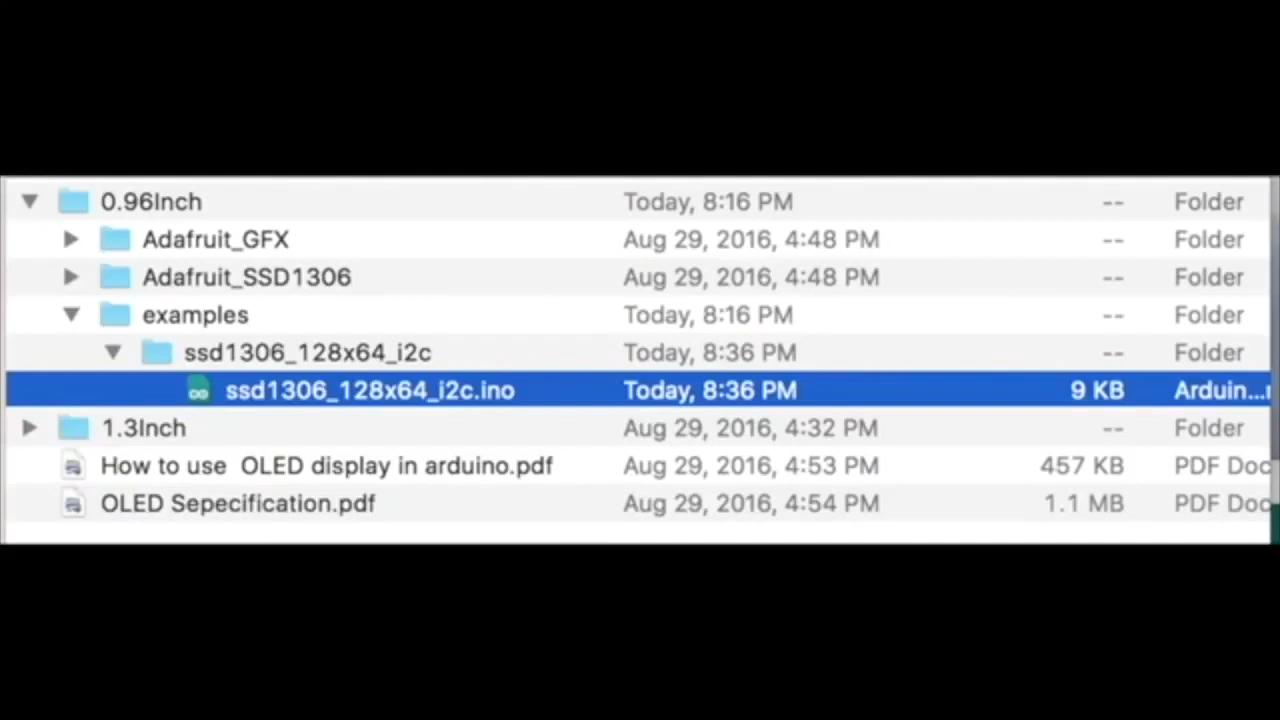 0.96Inch Today, 8:16 PM -- Folder
Adafruit_GFX Aug 29, 2016, 4:48 PM -- Folder
Adafruit_SSD1306 Aug 29, 2016, 4:48 PM -- Folder
examples Today, 8:16 PM -- Folder
ssd1306_128x64_i2c Today, 8:36 PM -- Folder
ssd1306_128x64_i2c.ino Today, 8:36 PM 9 KB Arduin...r
1.3Inch Aug 29, 2016, 4:32 PM -- Folder
How to use  OLED display in arduino.pdf Aug 29, 2016, 4:53 PM 457 KB PDF Doc
OLED Sepecification.pdf Aug 29, 2016, 4:54 PM 1.1 MB PDF Doc